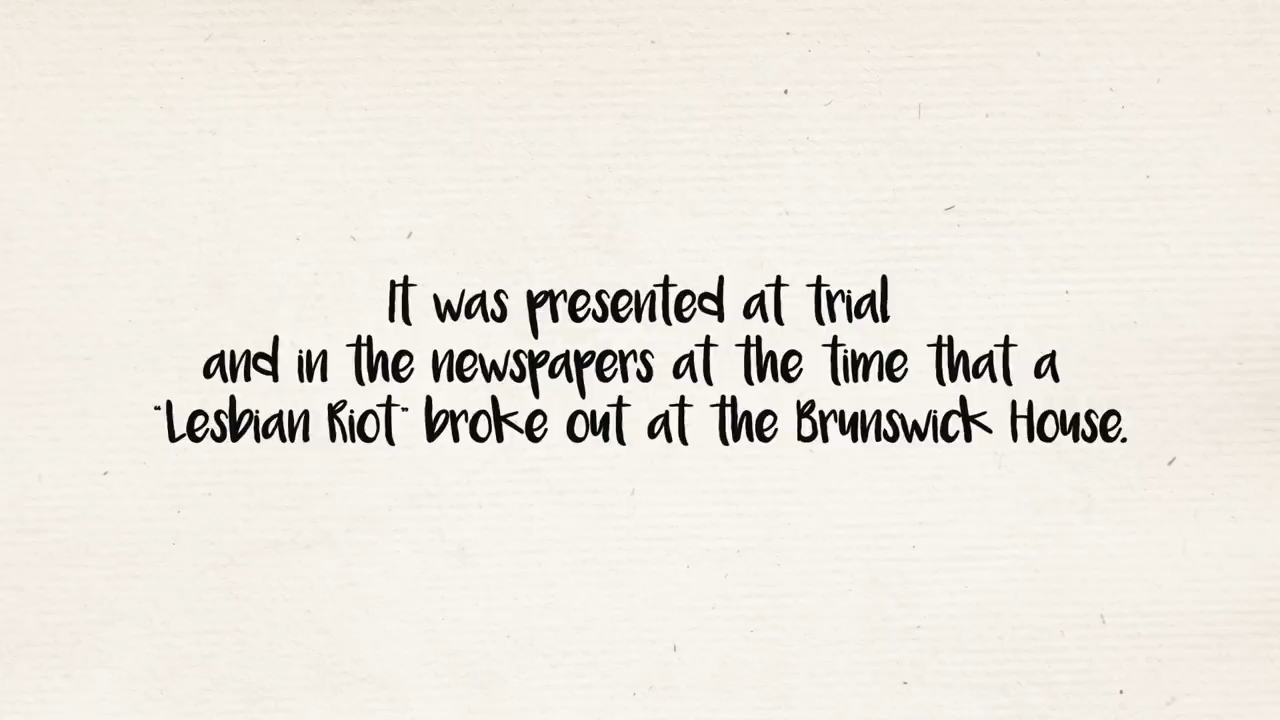 It was presented at trial
and in the newspapers at the time that a
"Lesbian Riot" broke out at the Brunswick House.